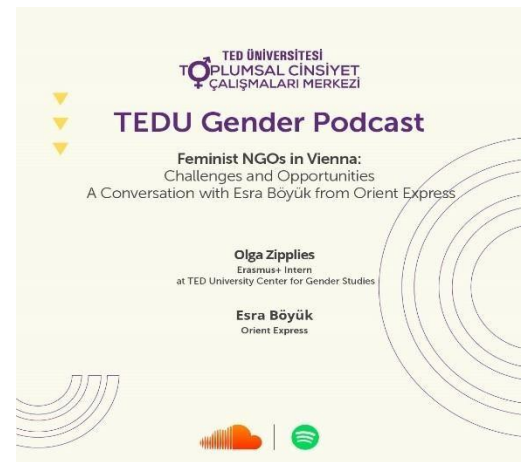 TED ÜNİVERSİTESİ
TOPLUMSAL CİNSİYET
ÇALIŞMALARI MERKEZİ
TEDU Gender Podcast
Feminist NGOs in Vienna:
Challenges and Opportunities
A Conversation with Esra Böyük from Orient Express
Olga Zipplies
Erasmus+ Intern
at TED University Center for Gender Studies
Esra Böyük
Orient Express